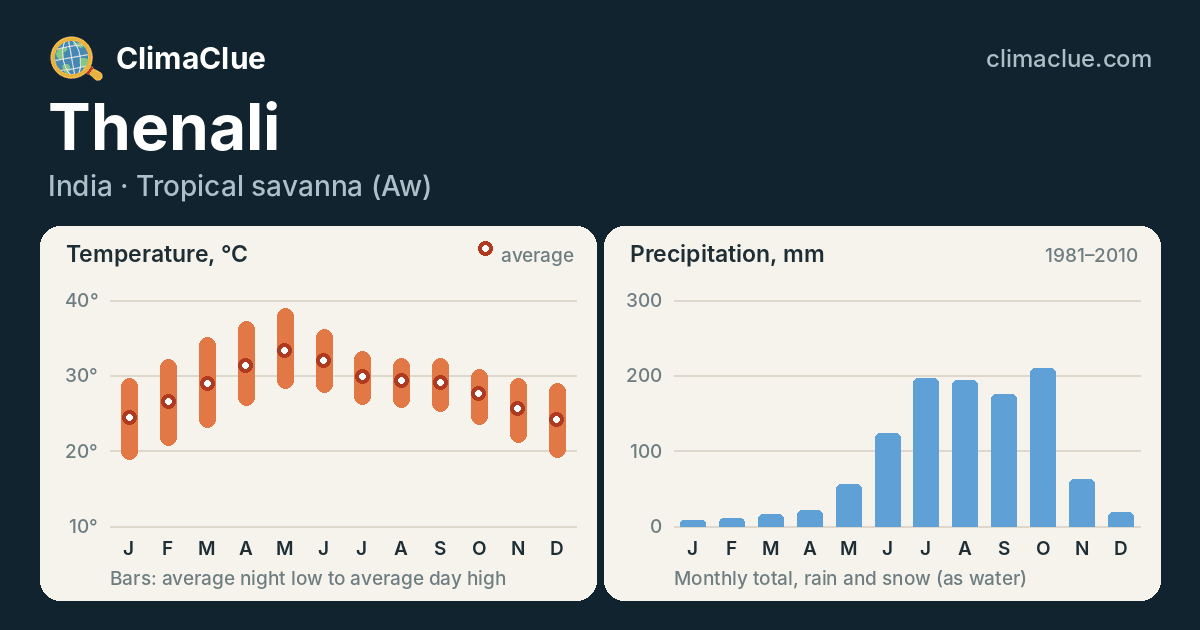 ClimaClue
climaclue.com
Thenali
India · Tropical savanna (Aw)
Temperature, °C
average
40°
30°
20°
10°
J F M A M J J A S O N D
Bars: average night low to average day high
Precipitation, mm
1981–2010
300
200
100
0
J F M A M J J A S O N D
Monthly total, rain and snow (as water)